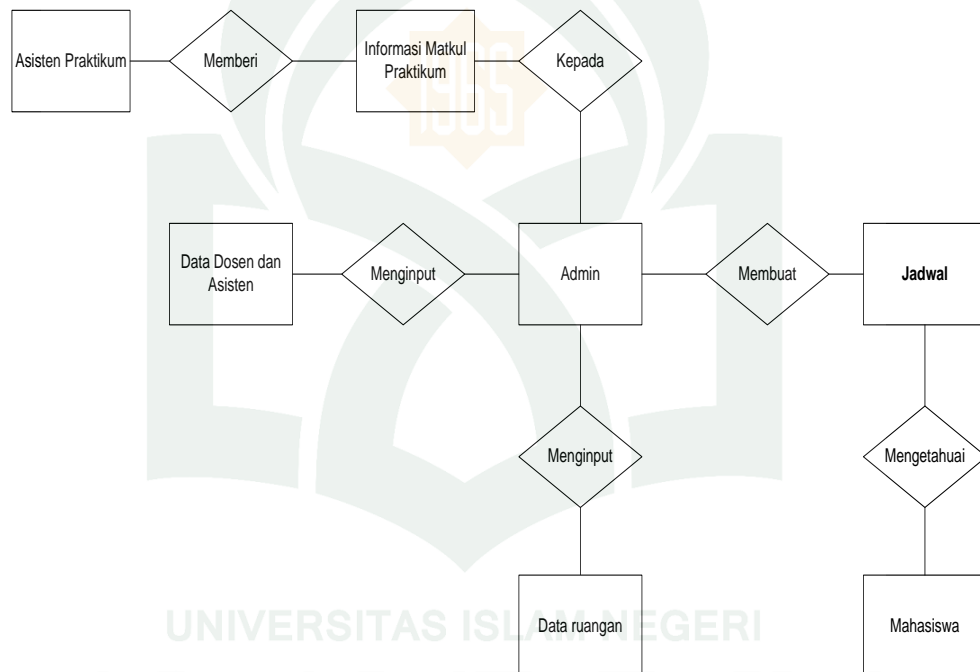 Asisten Praktikum
Memberi
Informasi Matkul
Praktikum
Kepada
1965
Data Dosen dan
Asisten
Menginput
Admin
Membuat
Jadwal
Menginput
Mengetahuai
Data ruangan
Mahasiswa
UNIVERSITAS ISLAM NEGERI